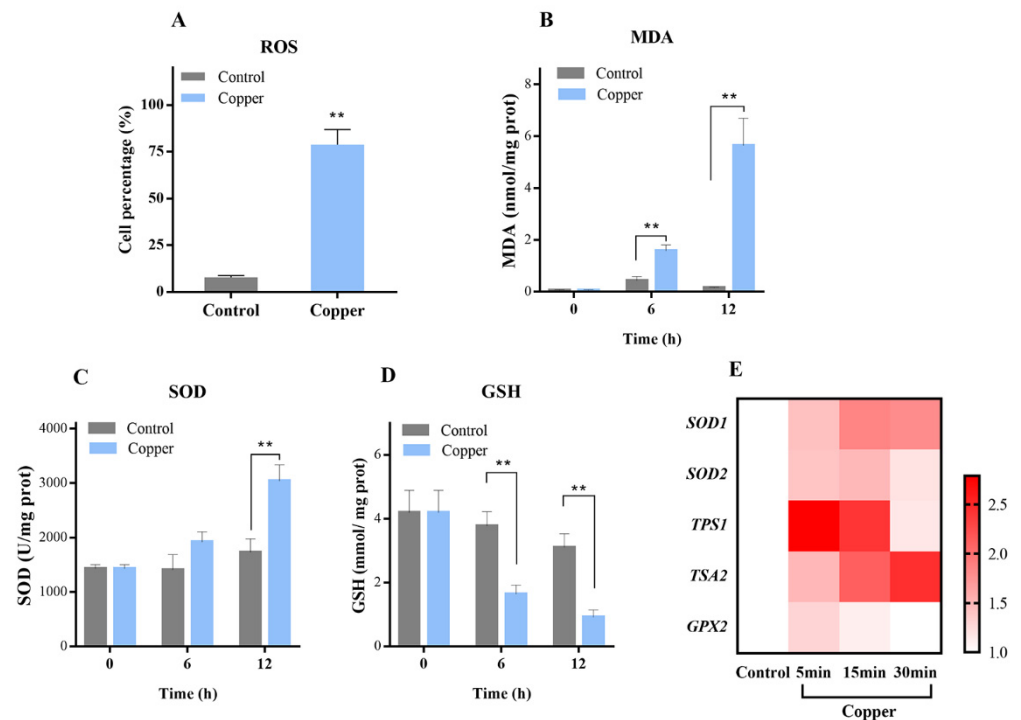 A
ROS
Control
Copper
**
Cell percentage (%)
100
75
50
25
0
Control Copper
B
MDA
Control
Copper
**
**
MDA (nmol/mg prot)
8
6
4
2
0
0 6 12
Time (h)
C
SOD
Control
Copper
**
SOD (U/mg prot)
4000
3000
2000
1000
0
0 6 12
Time (h)
D
GSH
Control
Copper
**
**
GSH (nmol/ mg prot)
6
4
2
0
0 6 12
Time (h)
E
SOD1
SOD2
TPS1
TSA2
GPX2
2.5
2.0
1.5
1.0
Control 5min 15min 30min
Copper